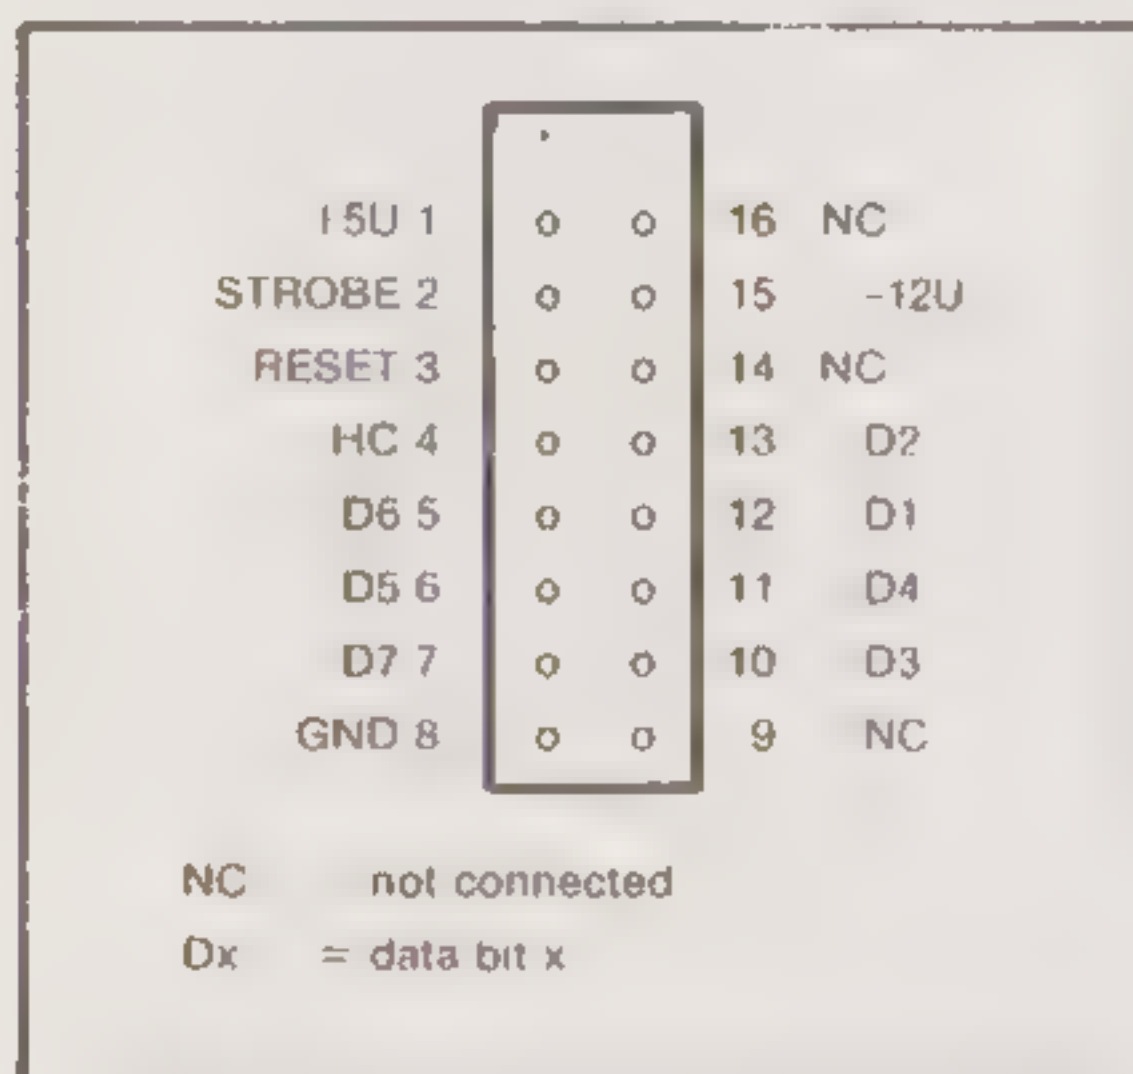 5U 1 16 NC
STROBE 2 15 -12U
RESET 3 14 NC
HC 4 13 D2
D6 5 12 D1
D5 6 11 D4
D7 7 10 D3
GND 8 9 NC
NC not connected
Dx = data bit x